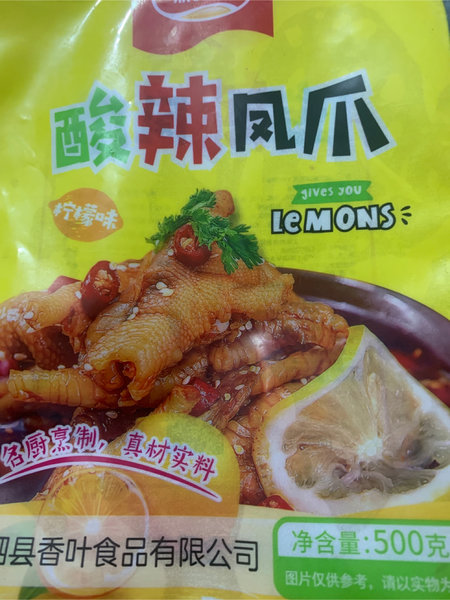 酸辣凤爪
gives you
LeMONS
柠檬味
名厨烹制,真材实料
泗县香叶食品有限公司
净含量:500克
图片仅供参考,请以实物为